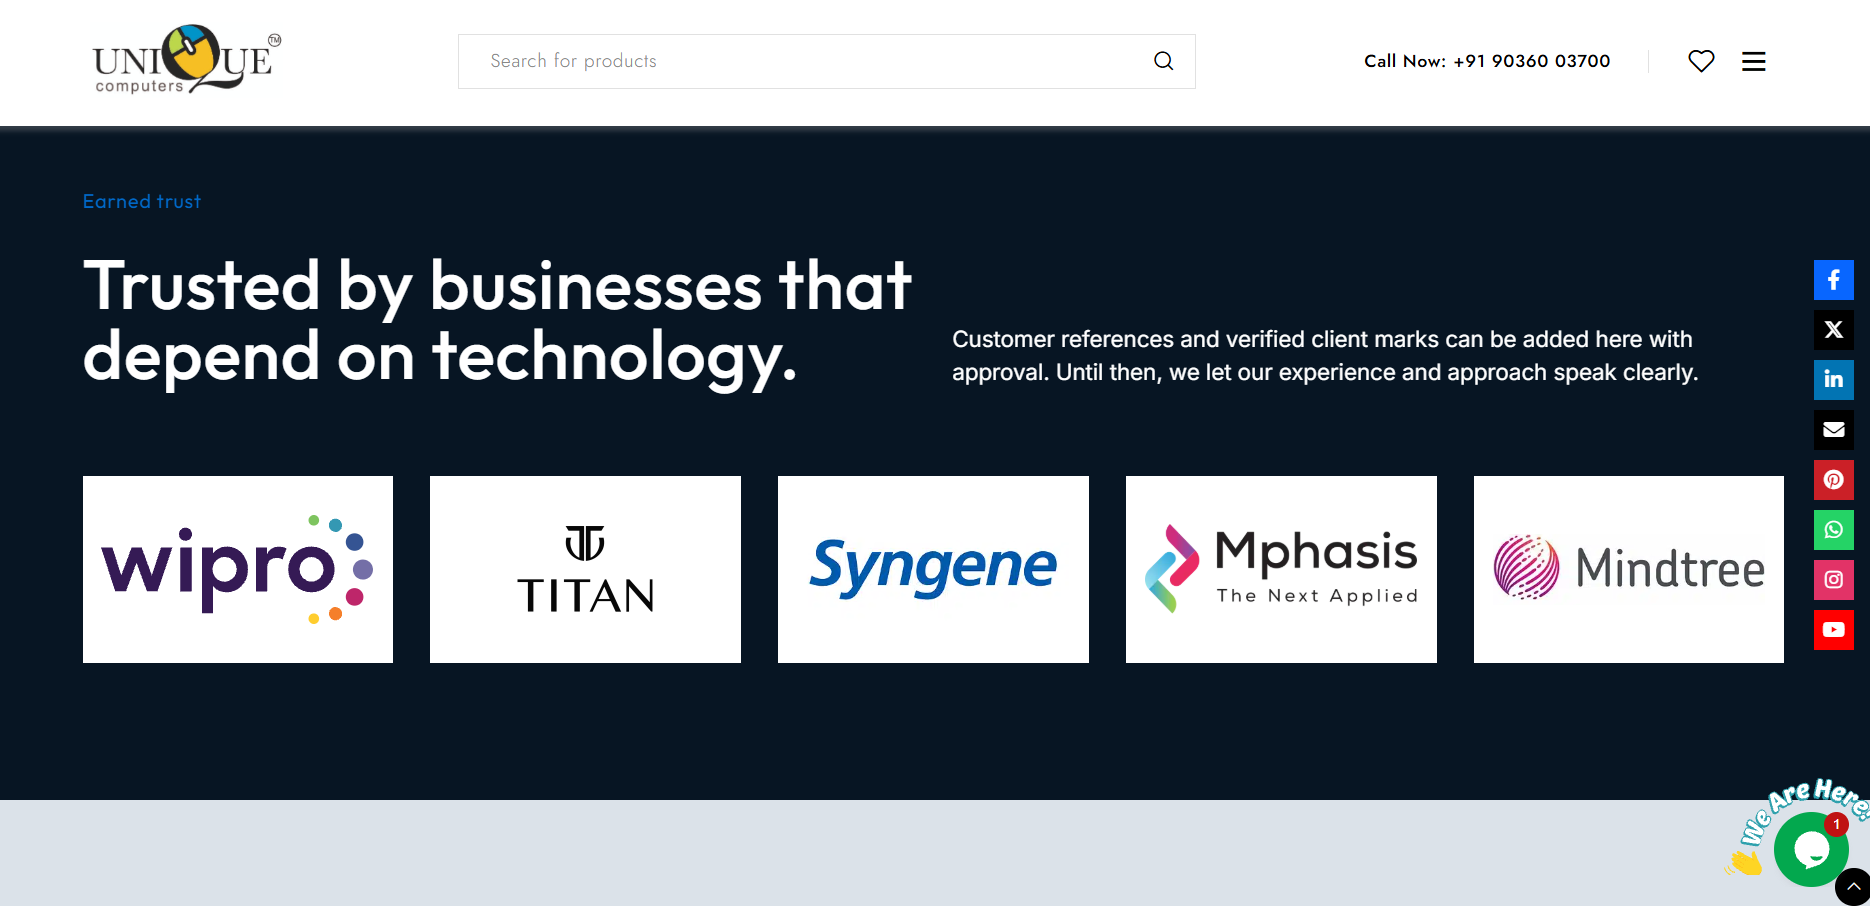 UNIQUE TM
computers
Search for products
Call Now: +91 90360 03700
Earned trust
Trusted by businesses that
depend on technology.
Customer references and verified client marks can be added here with
approval. Until then, we let our experience and approach speak clearly.
wipro
TITAN
Syngene
Mphasis
The Next Applied
Mindtree
We Are Here!
1